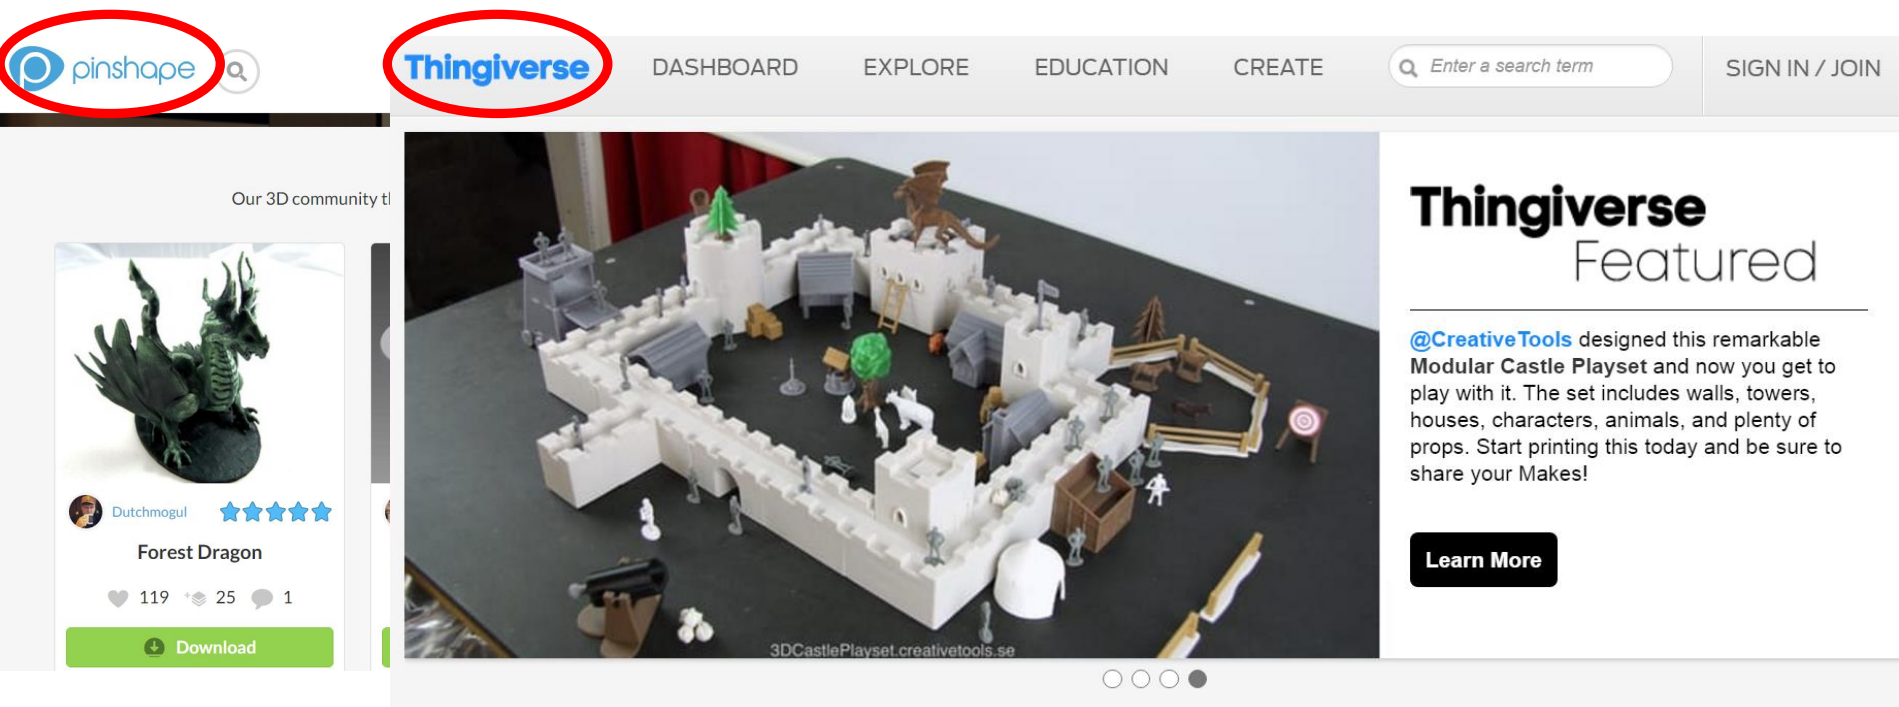 pinshape
Our 3D community t
Dutchmogul
Forest Dragon
119 25 1
Download
Thingiverse DASHBOARD EXPLORE EDUCATION CREATE Enter a search term SIGN IN / JOIN
3DCastlePlayset.creativetools.se
Thingiverse
Featured
@CreativeTools designed this remarkable
Modular Castle Playset and now you get to
play with it. The set includes walls, towers,
houses, characters, animals, and plenty of
props. Start printing this today and be sure to
share your Makes!
Learn More